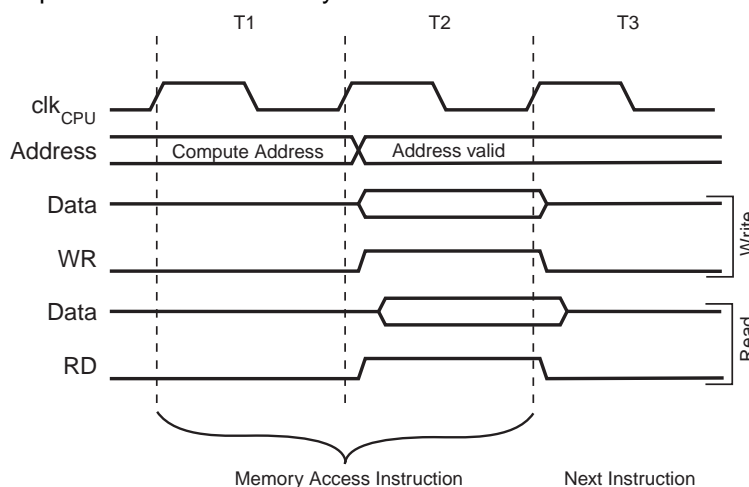 T1 T2 T3
clkCPU
Address Compute Address Address valid
Data
WR
Write
Data
RD
Read
Memory Access Instruction Next Instruction